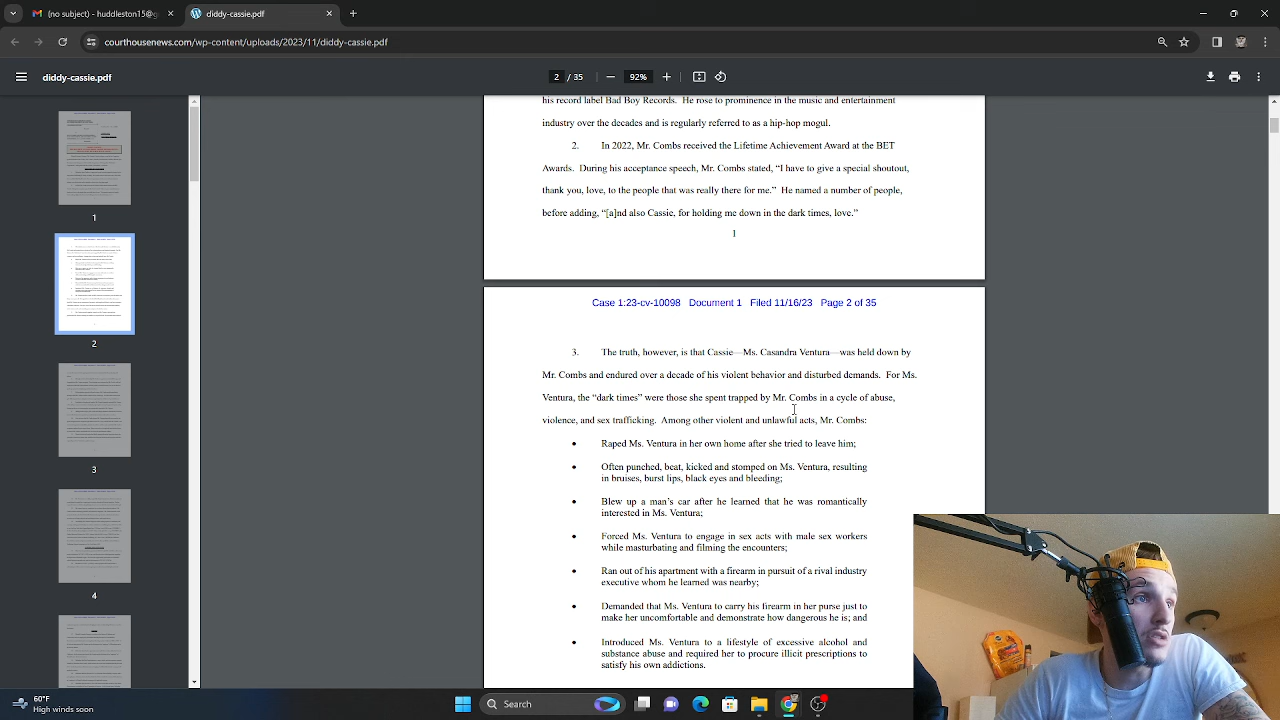 (no subject) - huddleston15@g
diddy-cassie.pdf
courthousenews.com/wp-content/uploads/2023/11/diddy-cassie.pdf
diddy-cassie.pdf
2 / 35
92%
1
2
3
4
his record label Bad Boy Records. He rose to prominence in the music and entertainment
industry over the decades and is regularly referred to as a hip-hop mogul.
2. In 2022, Mr. Combs received the Lifetime Achievement Award at the BET
Awards. During his acceptance speech, Mr. Combs stated, "I have to give a special shoutout,
thank you, love, to the people that was really there for me." He named a number of people,
before adding, "[a]nd also Cassie, for holding me down in the dark times, love."
1
Case 1:23-cv-10098 Document 1 Filed 11/16/23 Page 2 of 35
3. The truth, however, is that Cassie—Ms. Casandra Ventura—was held down by
Mr. Combs and endured over a decade of his violent behavior and disturbed demands. For Ms.
Ventura, the "dark times" were those she spent trapped by Mr. Combs in a cycle of abuse,
violence, and sex trafficking. Among other violent and unlawful acts, Mr. Combs:
• Raped Ms. Ventura in her own home after she tried to leave him;
• Often punched, beat, kicked and stomped on Ms. Ventura, resulting
in bruises, burst lips, black eyes and bleeding;
• Blew up a man's car after he learned that he was romantically
interested in Ms. Ventura;
• Forced Ms. Ventura to engage in sex acts with male sex workers
while masturbating and filming the encounters;
• Ran out of his apartment with a firearm in pursuit of a rival industry
executive whom he learned was nearby;
• Demanded that Ms. Ventura to carry his firearm in her purse just to
make her uncomfortable and demonstrate how dangerous he is; and
• Introduced Ms. Ventura to a lifestyle of excessive alcohol and
substance abuse and required her to procure illicit prescriptions to
satisfy his own addictions.
60°F
High winds soon
Search